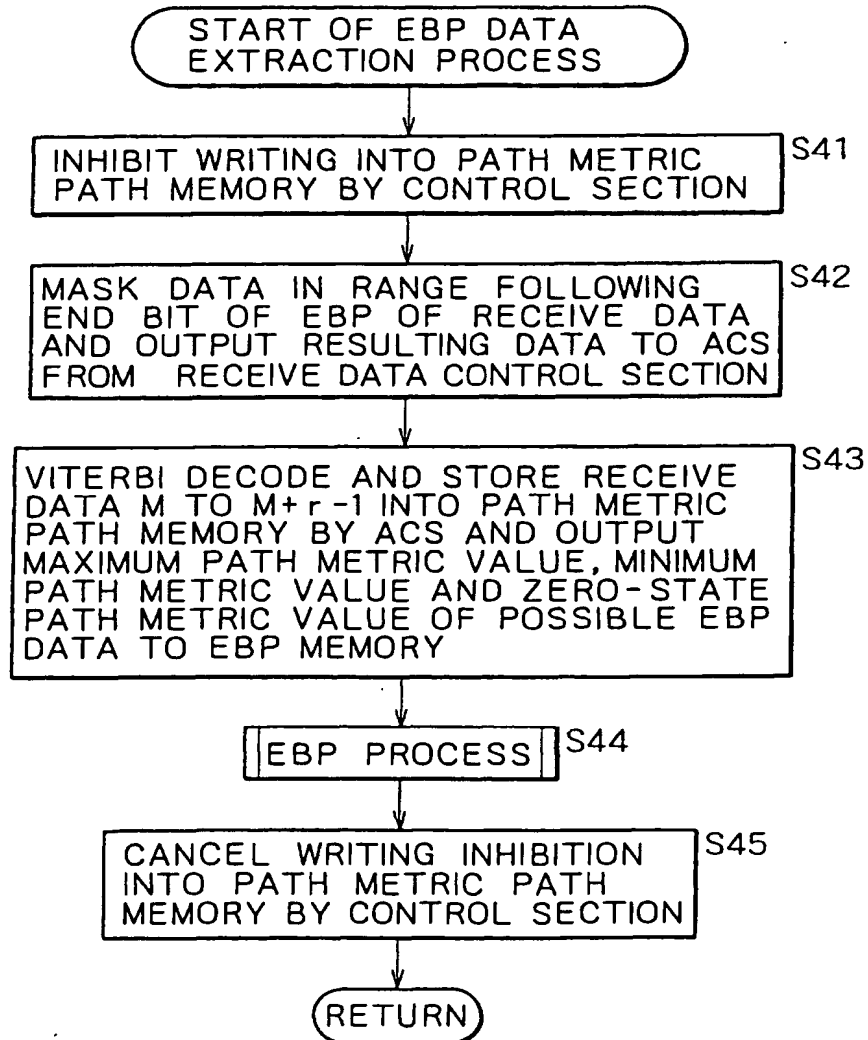 START OF EBP DATA
EXTRACTION PROCESS
S41
INHIBIT WRITING INTO PATH METRIC
PATH MEMORY BY CONTROL SECTION
S42
MASK DATA IN RANGE FOLLOWING
END BIT OF EBP OF RECEIVE DATA
AND OUTPUT RESULTING DATA TO ACS
FROM RECEIVE DATA CONTROL SECTION
S43
VITERBI DECODE AND STORE RECEIVE
DATA M TO M+r-1 INTO PATH METRIC
PATH MEMORY BY ACS AND OUTPUT
MAXIMUM PATH METRIC VALUE, MINIMUM
PATH METRIC VALUE AND ZERO-STATE
PATH METRIC VALUE OF POSSIBLE EBP
DATA TO EBP MEMORY
EBP PROCESS S44
S45
CANCEL WRITING INHIBITION
INTO PATH METRIC PATH
MEMORY BY CONTROL SECTION
RETURN